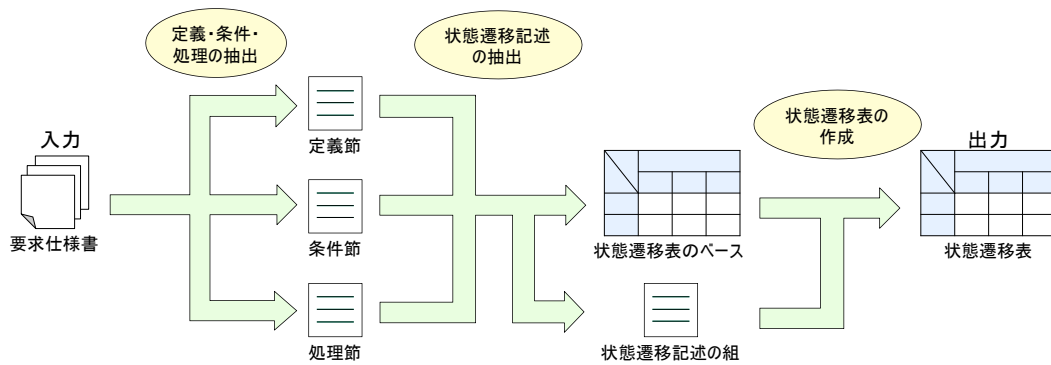 定義・条件・
処理の抽出
状態遷移記述
の抽出
状態遷移表の
作成
入力
出力
要求仕様書
定義節
条件節
処理節
状態遷移表のベース
状態遷移記述の組
状態遷移表